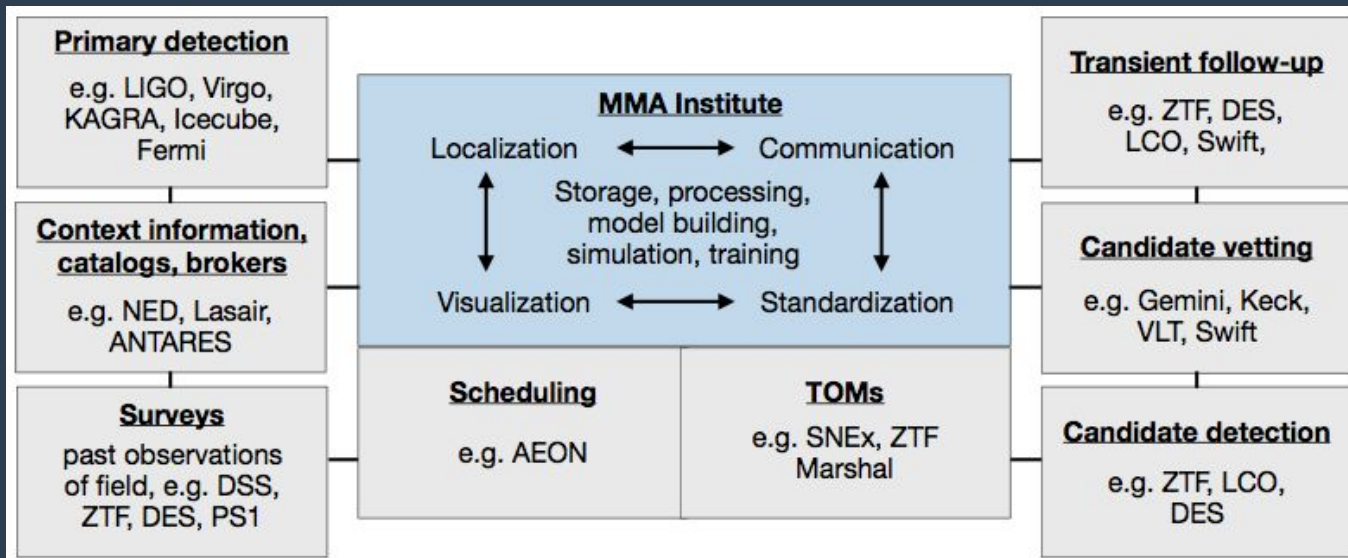 Primary detection
e.g. LIGO, Virgo,
KAGRA, Icecube,
Fermi
Context information,
catalogs, brokers
e.g. NED, Lasair,
ANTARES
Surveys
past observations
of field, e.g. DSS,
ZTF, DES, PS1
MMA Institute
Localization
Communication
Storage, processing,
model building,
simulation, training
Visualization
Standardization
Scheduling
e.g. AEON
TOMs
e.g. SNEx, ZTF
Marshal
Transient follow-up
e.g. ZTF, DES,
LCO, Swift,
Candidate vetting
e.g. Gemini, Keck,
VLT, Swift
Candidate detection
e.g. ZTF, LCO,
DES